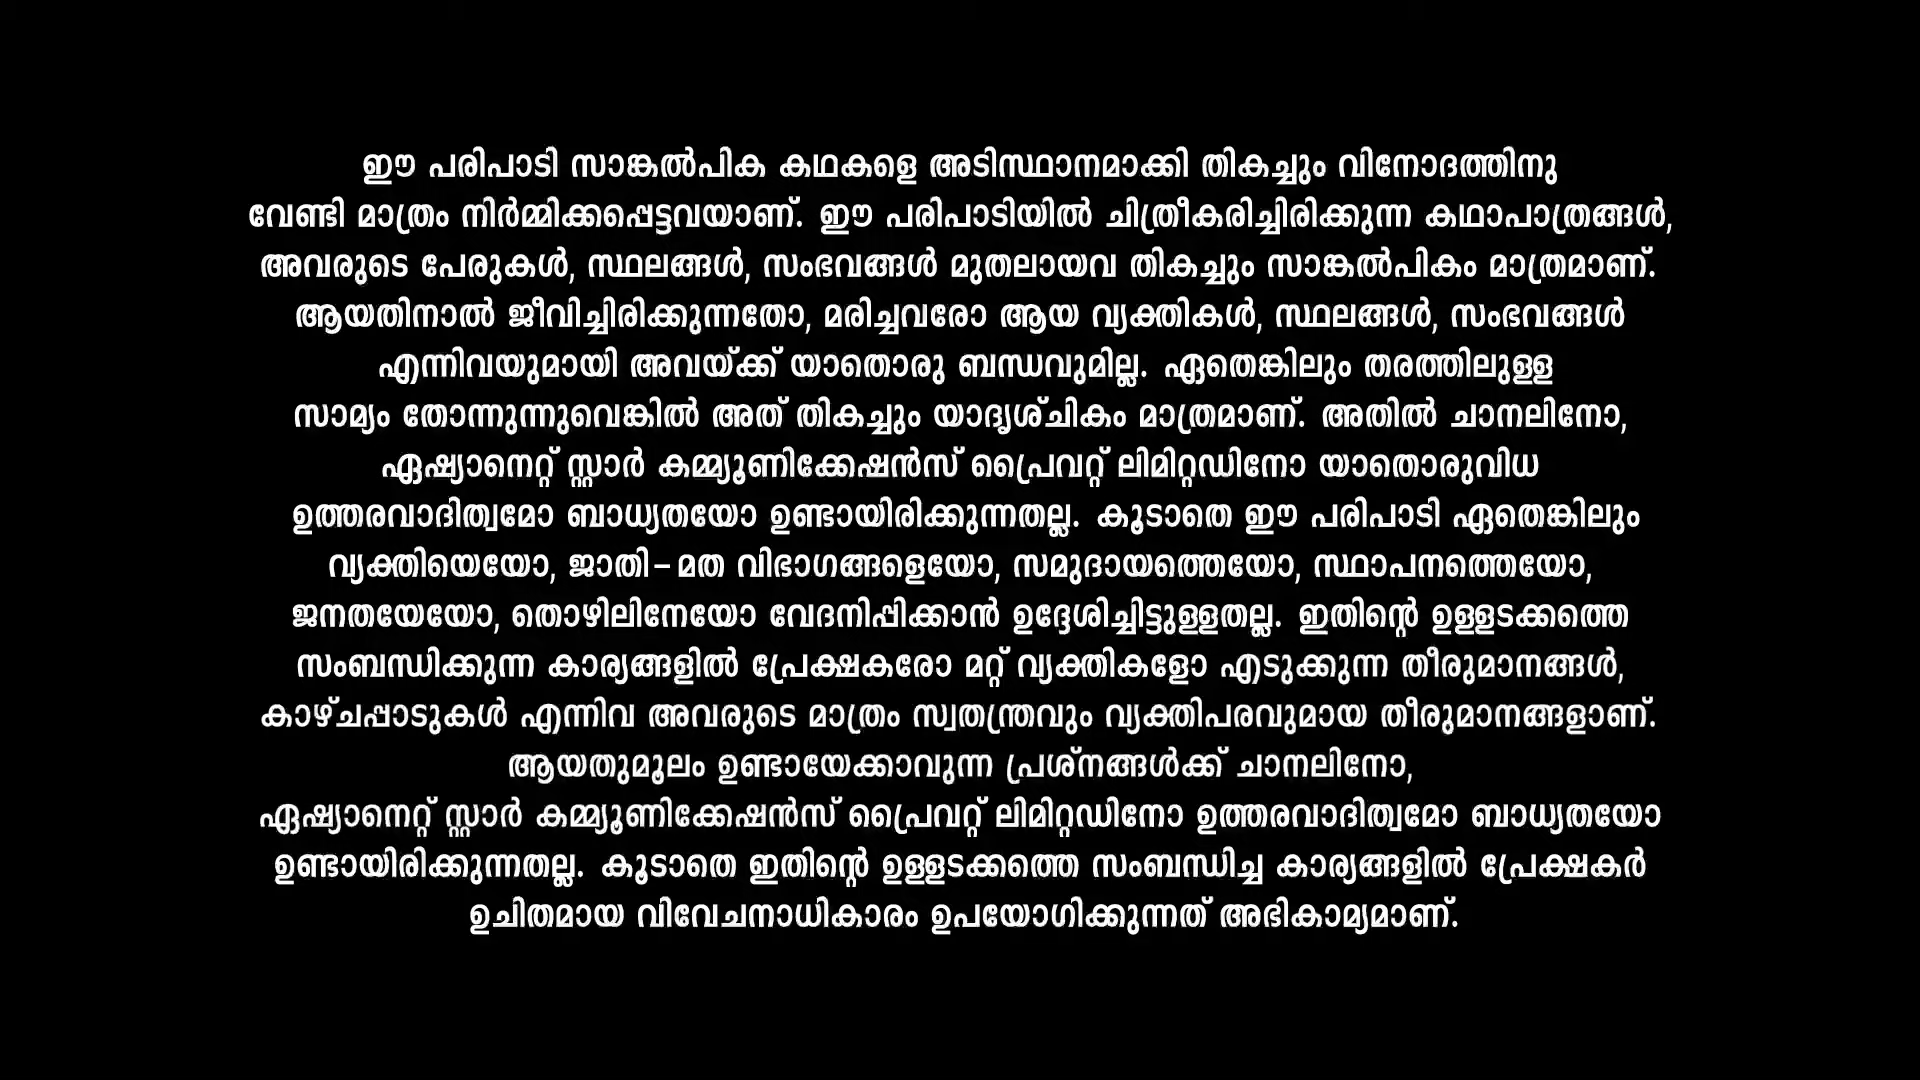 ഈ പരിപാടി സാങ്കൽപിക കഥകളെ അടിസ്ഥാനമാക്കി തികച്ചും വിനോദത്തിനു
വേണ്ടി മാത്രം നിർമ്മിക്കപ്പെട്ടവയാണ്. ഈ പരിപാടിയിൽ ചിത്രീകരിച്ചിരിക്കുന്ന കഥാപാത്രങ്ങൾ,
അവരുടെ പേരുകൾ, സ്ഥലങ്ങൾ, സംഭവങ്ങൾ മുതലായവ തികച്ചും സാങ്കൽപികം മാത്രമാണ്.
ആയതിനാൽ ജീവിച്ചിരിക്കുന്നതോ, മരിച്ചവരോ ആയ വ്യക്തികൾ, സ്ഥലങ്ങൾ, സംഭവങ്ങൾ
എന്നിവയുമായി അവയ്ക്ക് യാതൊരു ബന്ധവുമില്ല. ഏതെങ്കിലും തരത്തിലുള്ള
സാമ്യം തോന്നുന്നുവെങ്കിൽ അത് തികച്ചും യാദൃശ്ചികം മാത്രമാണ്. അതിൽ ചാനലിനോ,
ഏഷ്യാനെറ്റ് സ്റ്റാർ കമ്മ്യൂണിക്കേഷൻസ് പ്രൈവറ്റ് ലിമിറ്റഡിനോ യാതൊരുവിധ
ഉത്തരവാദിത്വമോ ബാധ്യതയോ ഉണ്ടായിരിക്കുന്നതല്ല. കൂടാതെ ഈ പരിപാടി ഏതെങ്കിലും
വ്യക്തിയെയോ, ജാതി–മത വിഭാഗങ്ങളെയോ, സമുദായത്തെയോ, സ്ഥാപനത്തെയോ,
ജനതയേയോ, തൊഴിലിനേയോ വേദനിപ്പിക്കാൻ ഉദ്ദേശിച്ചിട്ടുള്ളതല്ല. ഇതിന്റെ ഉള്ളടക്കത്തെ
സംബന്ധിക്കുന്ന കാര്യങ്ങളിൽ പ്രേക്ഷകരോ മറ്റ് വ്യക്തികളോ എടുക്കുന്ന തീരുമാനങ്ങൾ,
കാഴ്ചപ്പാടുകൾ എന്നിവ അവരുടെ മാത്രം സ്വതന്ത്രവും വ്യക്തിപരവുമായ തീരുമാനങ്ങളാണ്.
ആയതുമൂലം ഉണ്ടായേക്കാവുന്ന പ്രശ്നങ്ങൾക്ക് ചാനലിനോ,
ഏഷ്യാനെറ്റ് സ്റ്റാർ കമ്മ്യൂണിക്കേഷൻസ് പ്രൈവറ്റ് ലിമിറ്റഡിനോ ഉത്തരവാദിത്വമോ ബാധ്യതയോ
ഉണ്ടായിരിക്കുന്നതല്ല. കൂടാതെ ഇതിന്റെ ഉള്ളടക്കത്തെ സംബന്ധിച്ച കാര്യങ്ങളിൽ പ്രേക്ഷകർ
ഉചിതമായ വിവേചനാധികാരം ഉപയോഗിക്കുന്നത് അഭികാമ്യമാണ്.